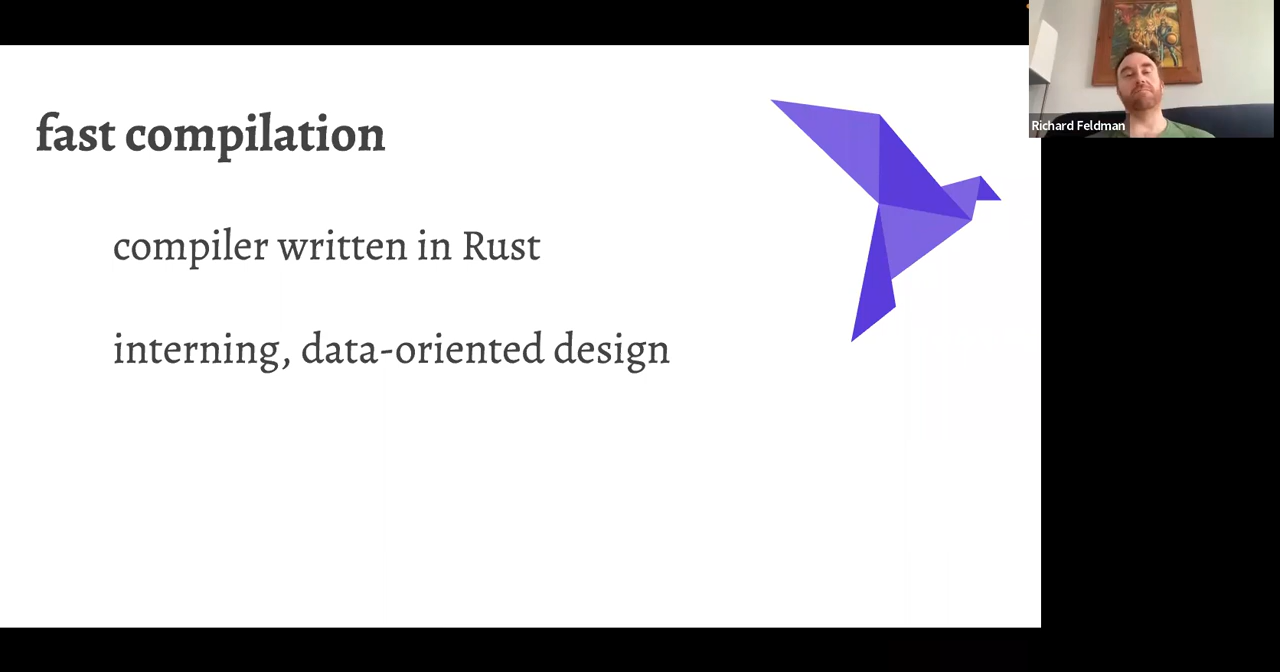 fast compilation
compiler written in Rust
interning, data-oriented design
Richard Feldman